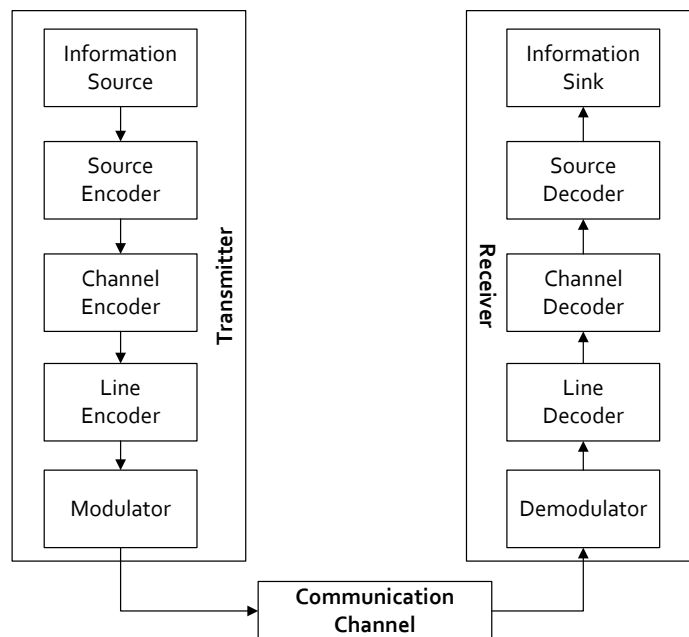 Information
Source
Source
Encoder
Channel
Encoder
Line
Encoder
Modulator
Transmitter
Communication
Channel
Receiver
Information
Sink
Source
Decoder
Channel
Decoder
Line
Decoder
Demodulator